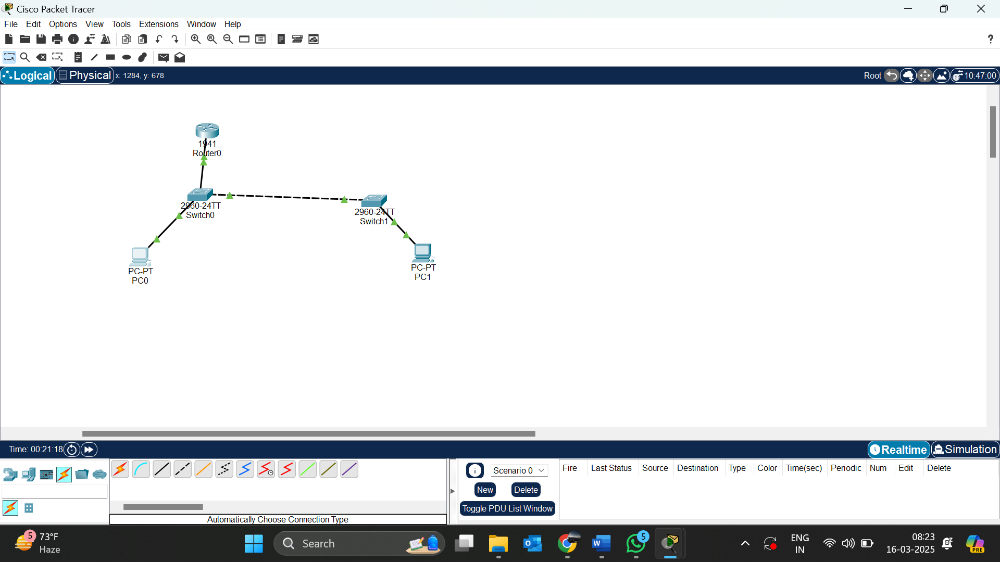 Cisco Packet Tracer
File Edit Options View Tools Extensions Window Help
?
Logical Physical x: 1284, y: 678 Root 10:47:00
1941
Router0
2960-24TT
Switch0
2960-24TT
Switch1
PC-PT
PC0
PC-PT
PC1
Time: 00:21:18 Realtime Simulation
Scenario 0
New Delete
Toggle PDU List Window
Fire Last Status Source Destination Type Color Time(sec) Periodic Num Edit Delete
Automatically Choose Connection Type
5
73°F
Haze
Search
5
ENG
IN
08:23
16-03-2025
PRE